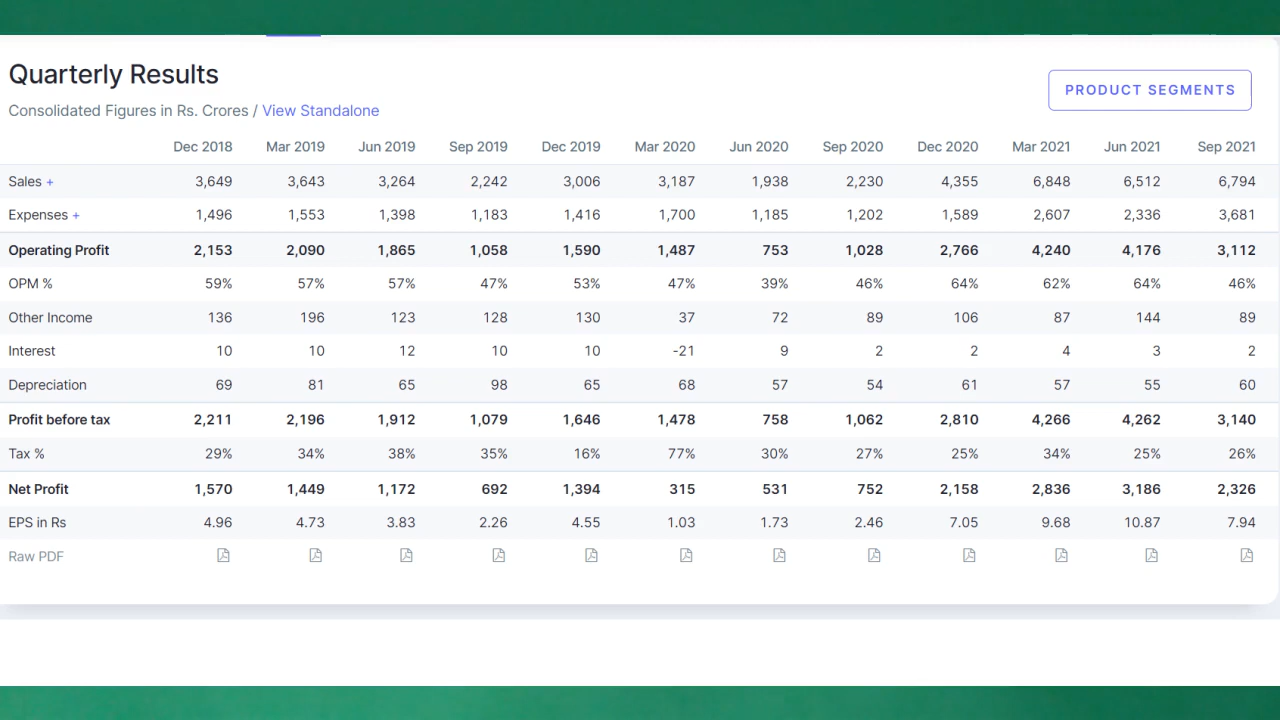 Quarterly Results
PRODUCT SEGMENTS
Consolidated Figures in Rs. Crores / View Standalone
Dec 2018 Mar 2019 Jun 2019 Sep 2019 Dec 2019 Mar 2020 Jun 2020 Sep 2020 Dec 2020 Mar 2021 Jun 2021 Sep 2021
Sales + 3,649 3,643 3,264 2,242 3,006 3,187 1,938 2,230 4,355 6,848 6,512 6,794
Expenses + 1,496 1,553 1,398 1,183 1,416 1,700 1,185 1,202 1,589 2,607 2,336 3,681
Operating Profit 2,153 2,090 1,865 1,058 1,590 1,487 753 1,028 2,766 4,240 4,176 3,112
OPM % 59% 57% 57% 47% 53% 47% 39% 46% 64% 62% 64% 46%
Other Income 136 196 123 128 130 37 72 89 106 87 144 89
Interest 10 10 12 10 10 -21 9 2 2 4 3 2
Depreciation 69 81 65 98 65 68 57 54 61 57 55 60
Profit before tax 2,211 2,196 1,912 1,079 1,646 1,478 758 1,062 2,810 4,266 4,262 3,140
Tax % 29% 34% 38% 35% 16% 77% 30% 27% 25% 34% 25% 26%
Net Profit 1,570 1,449 1,172 692 1,394 315 531 752 2,158 2,836 3,186 2,326
EPS in Rs 4.96 4.73 3.83 2.26 4.55 1.03 1.73 2.46 7.05 9.68 10.87 7.94
Raw PDF